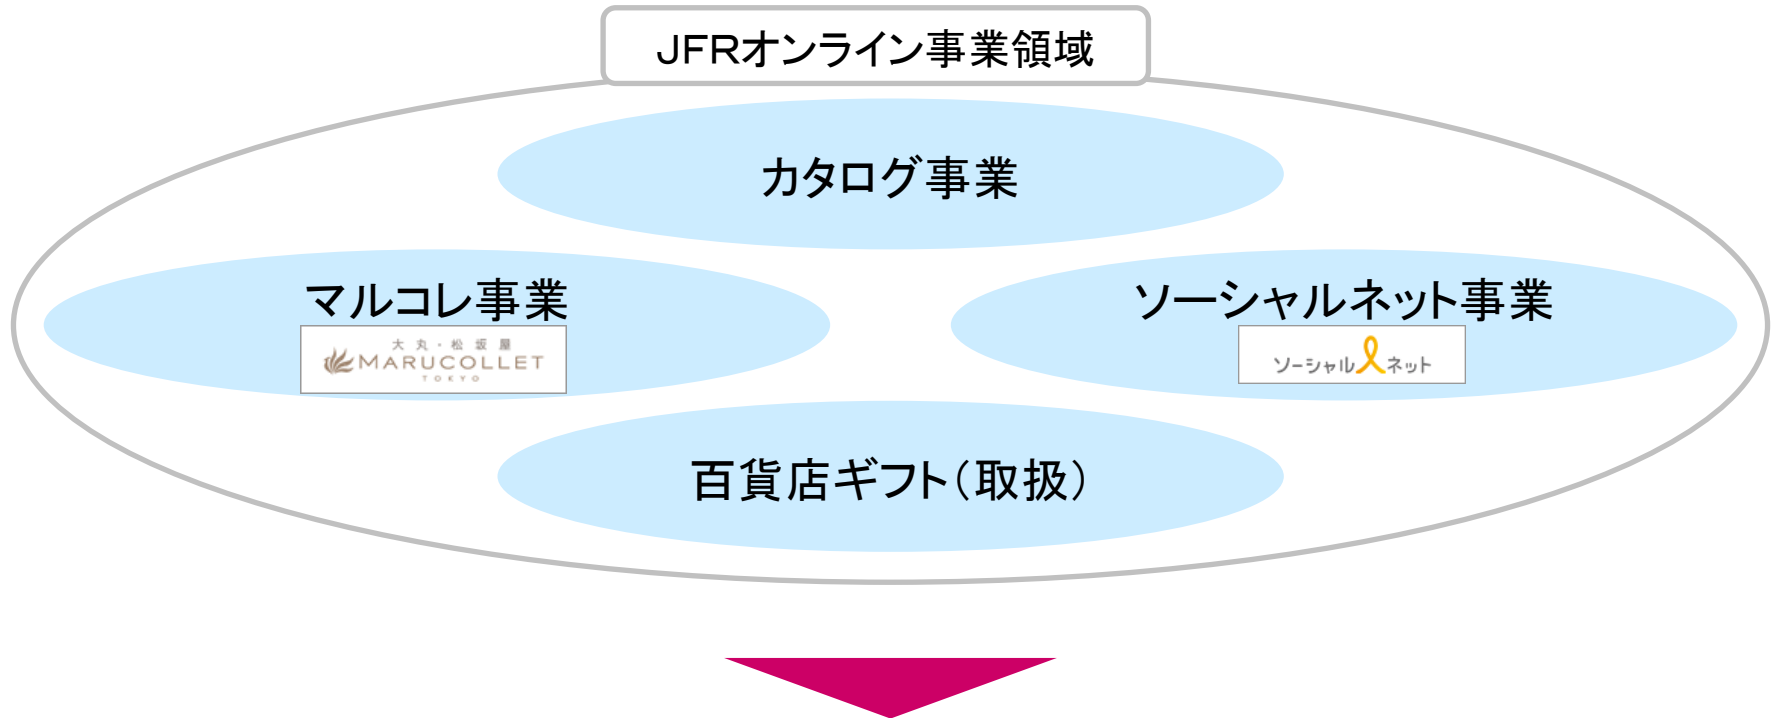 JFRオンライン事業領域
カタログ事業
マルコレ事業
大丸・松坂屋
MARUCOLLET
TOKYO
ソーシャルネット事業
ソーシャル ネット
百貨店ギフト（取扱）